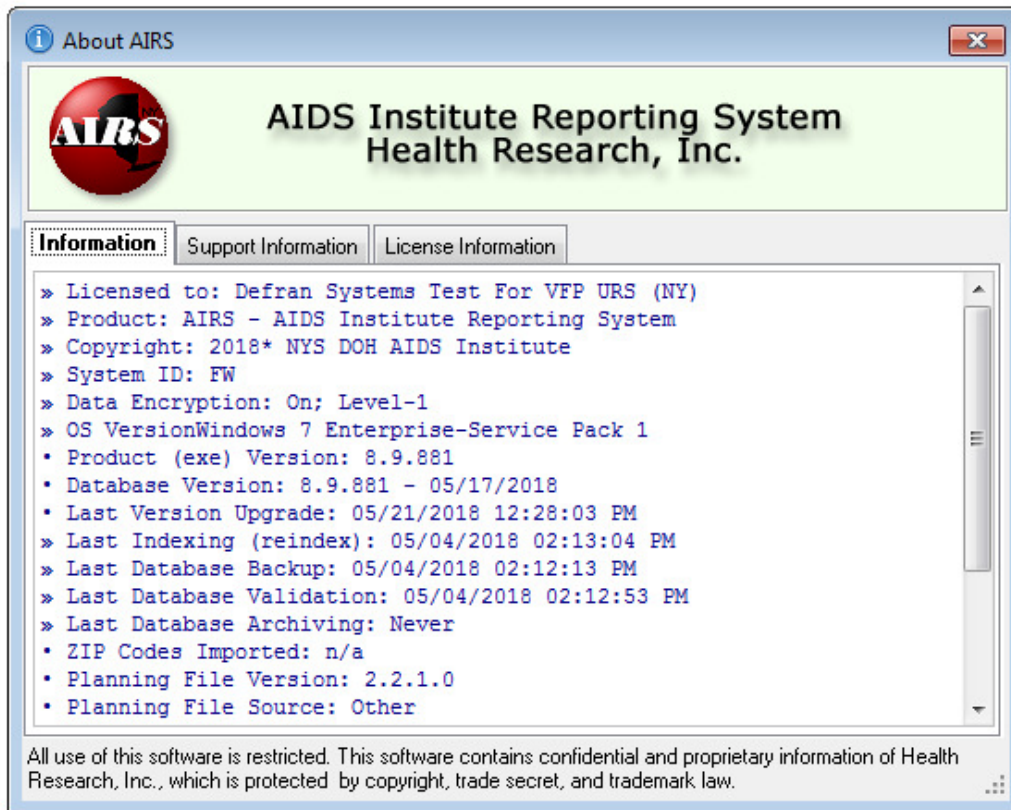 About AIRS
NY
AIRS
AIDS Institute Reporting System
Health Research, Inc.
Information
Support Information
License Information
» Licensed to: Defran Systems Test For VFP URS (NY)
» Product: AIRS - AIDS Institute Reporting System
» Copyright: 2018* NYS DOH AIDS Institute
» System ID: FW
» Data Encryption: On; Level-1
» OS VersionWindows 7 Enterprise-Service Pack 1
• Product (exe) Version: 8.9.881
• Database Version: 8.9.881 - 05/17/2018
• Last Version Upgrade: 05/21/2018 12:28:03 PM
» Last Indexing (reindex): 05/04/2018 02:13:04 PM
» Last Database Backup: 05/04/2018 02:12:13 PM
» Last Database Validation: 05/04/2018 02:12:53 PM
» Last Database Archiving: Never
• ZIP Codes Imported: n/a
• Planning File Version: 2.2.1.0
• Planning File Source: Other
All use of this software is restricted. This software contains confidential and proprietary information of Health
Research, Inc., which is protected by copyright, trade secret, and trademark law.